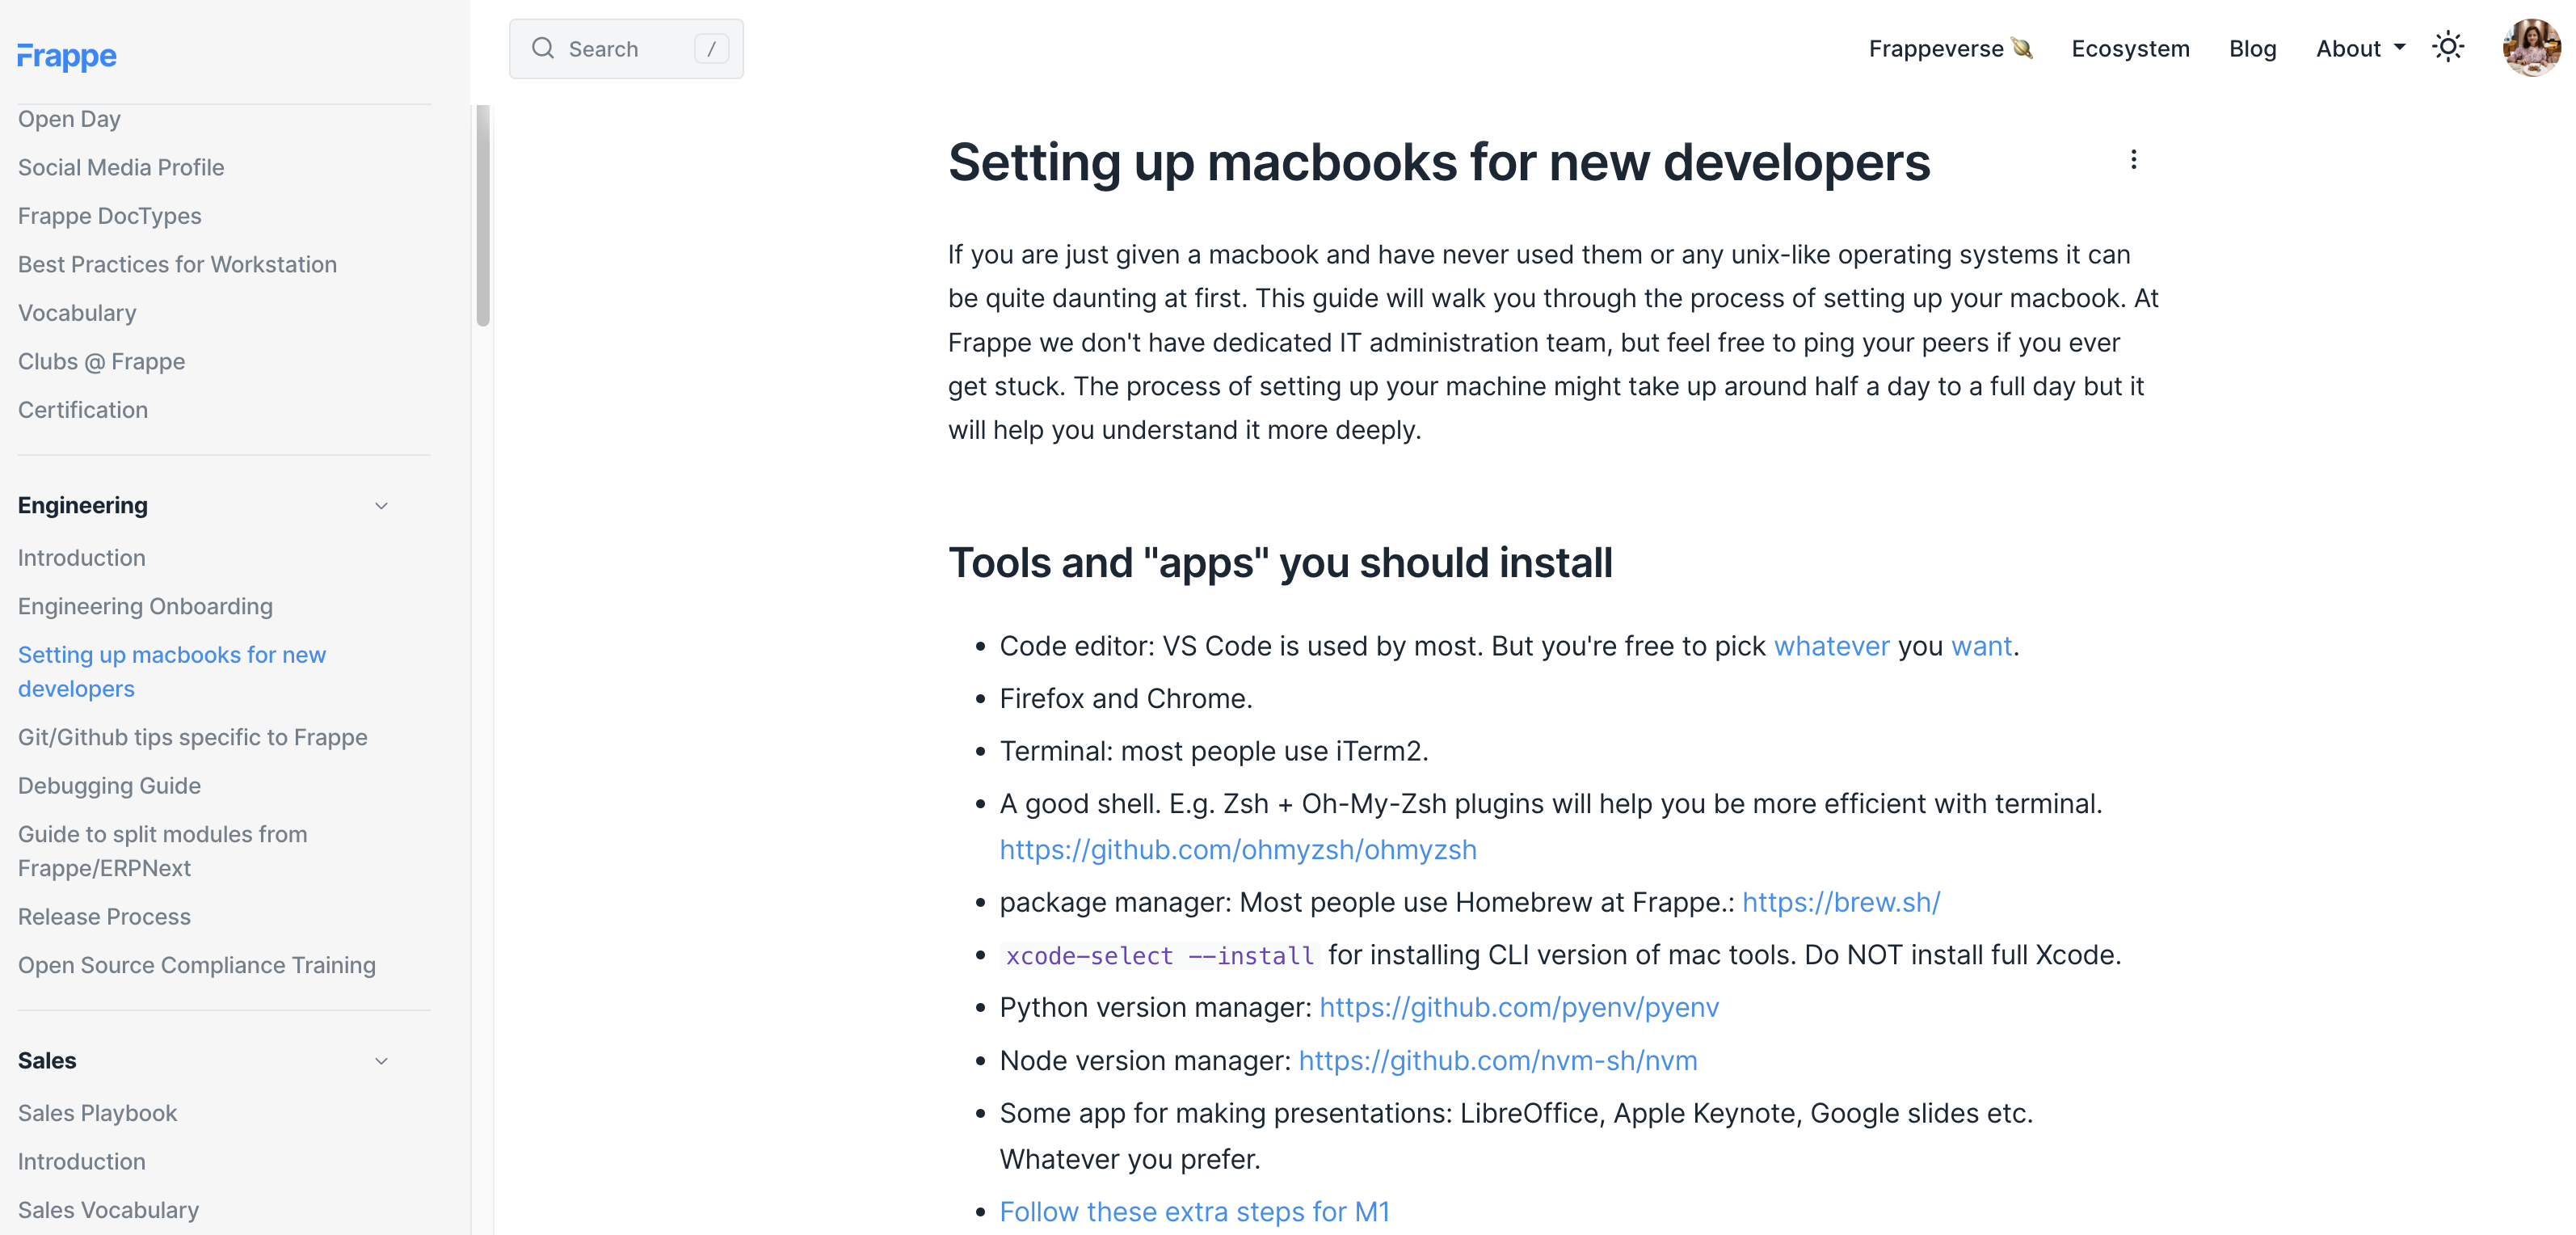 Frappe
Open Day
Social Media Profile
Frappe DocTypes
Best Practices for Workstation
Vocabulary
Clubs @ Frappe
Certification
Engineering
Introduction
Engineering Onboarding
Setting up macbooks for new
developers
Git/Github tips specific to Frappe
Debugging Guide
Guide to split modules from
Frappe/ERPNext
Release Process
Open Source Compliance Training
Sales
Sales Playbook
Introduction
Sales Vocabulary
Search /
Frappeverse 🪐 Ecosystem Blog About
Setting up macbooks for new developers
If you are just given a macbook and have never used them or any unix-like operating systems it can
be quite daunting at first. This guide will walk you through the process of setting up your macbook. At
Frappe we don't have dedicated IT administration team, but feel free to ping your peers if you ever
get stuck. The process of setting up your machine might take up around half a day to a full day but it
will help you understand it more deeply.
Tools and "apps" you should install
• Code editor: VS Code is used by most. But you're free to pick whatever you want.
• Firefox and Chrome.
• Terminal: most people use iTerm2.
• A good shell. E.g. Zsh + Oh-My-Zsh plugins will help you be more efficient with terminal.
https://github.com/ohmyzsh/ohmyzsh
• package manager: Most people use Homebrew at Frappe.: https://brew.sh/
• xcode-select --install for installing CLI version of mac tools. Do NOT install full Xcode.
• Python version manager: https://github.com/pyenv/pyenv
• Node version manager: https://github.com/nvm-sh/nvm
• Some app for making presentations: LibreOffice, Apple Keynote, Google slides etc.
Whatever you prefer.
• Follow these extra steps for M1